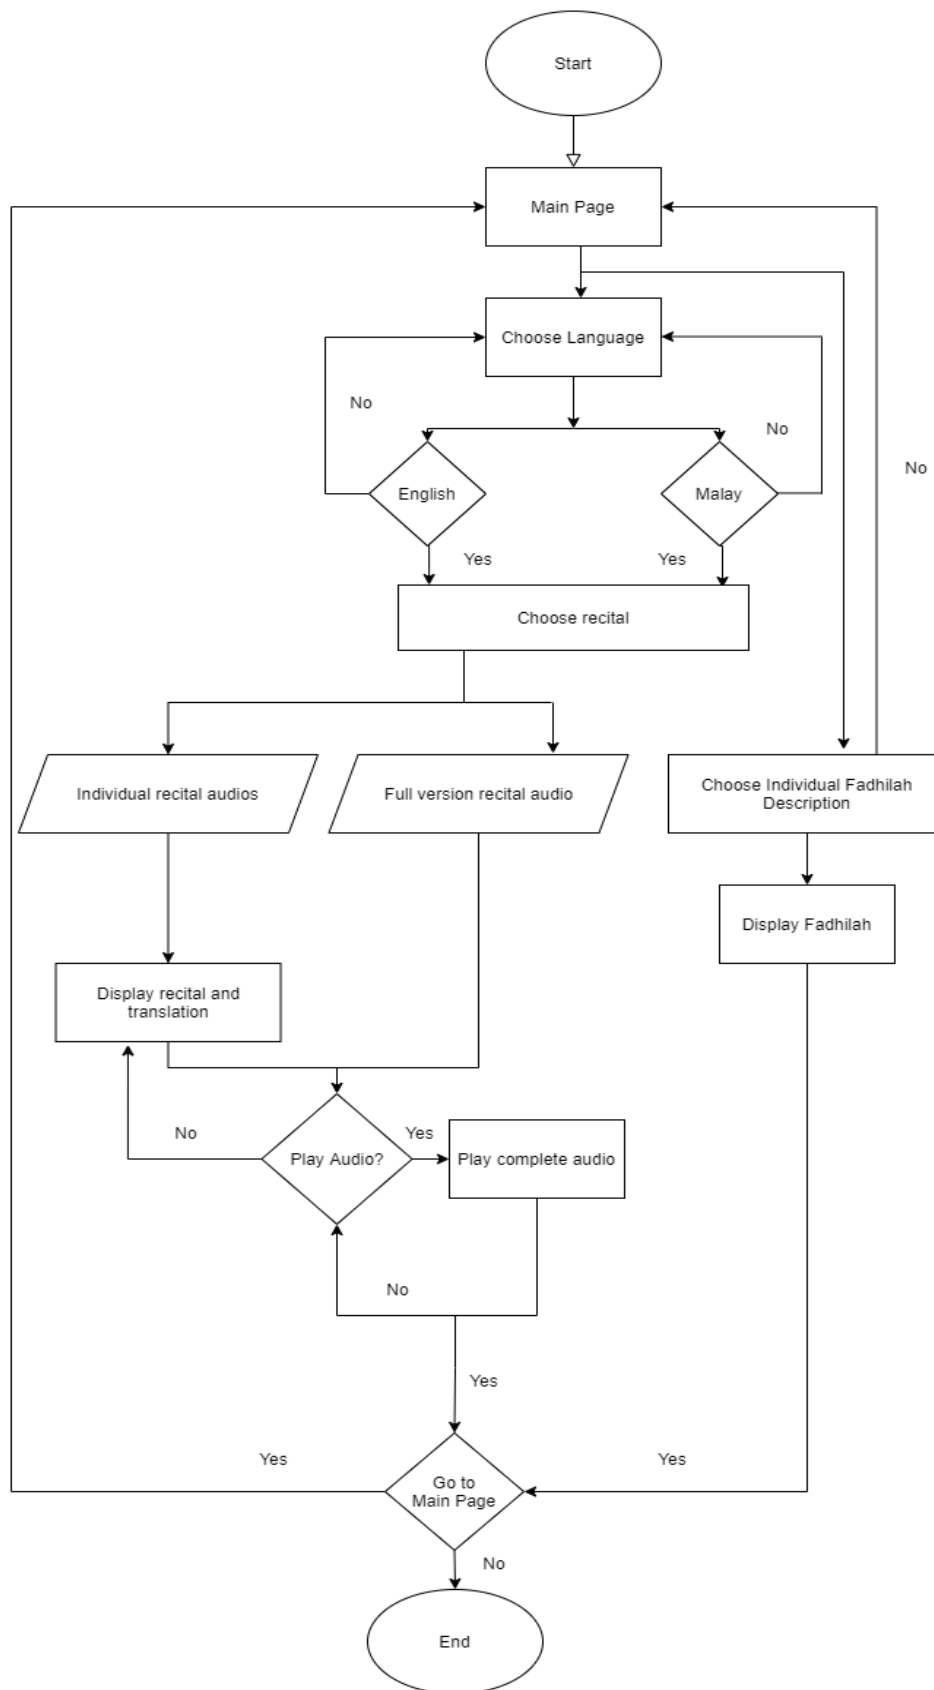 Start
Main Page
Choose Language
No
No
No
English
Malay
Yes
Yes
Choose recital
Individual recital audios
Full version recital audio
Choose Individual Fadhilah
Description
Display Fadhilah
Display recital and
translation
No
Yes
Play Audio?
Play complete audio
No
Yes
Yes
Yes
Go to
Main Page
No
End